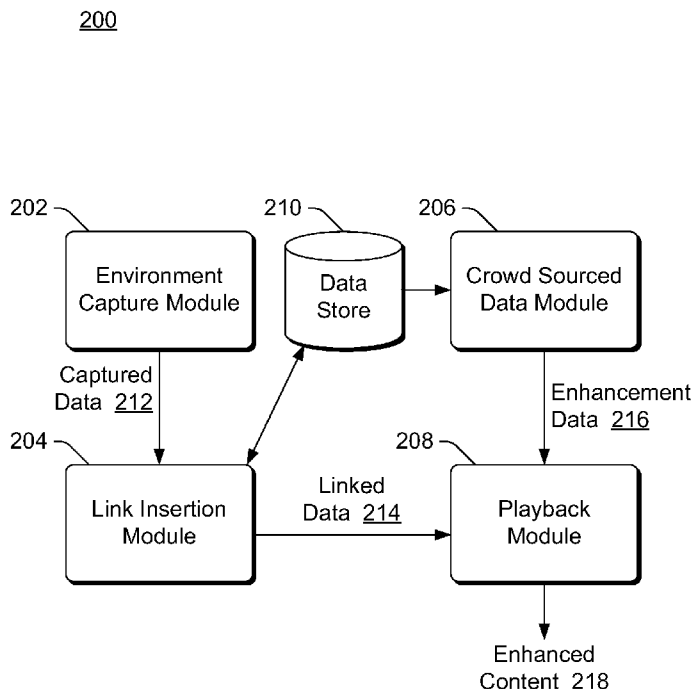 200
202
210
206
Environment
Capture Module
Data
Store
Crowd Sourced
Data Module
Captured
Data 212
Enhancement
Data 216
204
208
Link Insertion
Module
Linked
Data 214
Playback
Module
Enhanced
Content 218